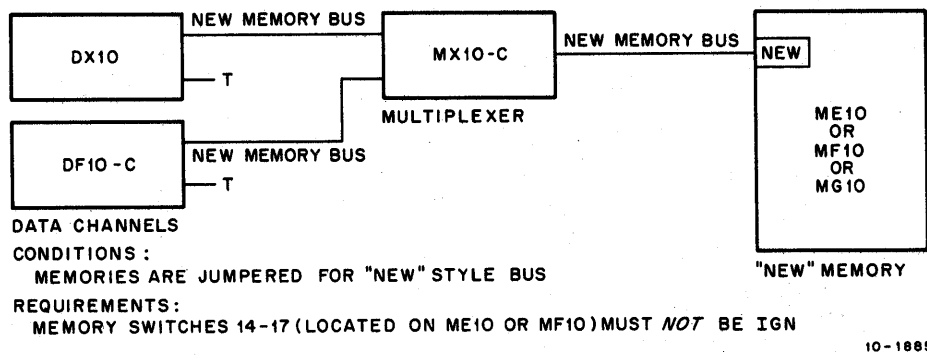 NEW MEMORY BUS
DX10
T
MX10-C
MULTIPLEXER
NEW MEMORY BUS
NEW
DF10-C
NEW MEMORY BUS
T
ME10
OR
MF10
OR
MG10
DATA CHANNELS
"NEW" MEMORY
CONDITIONS:
MEMORIES ARE JUMPERED FOR "NEW" STYLE BUS
REQUIREMENTS:
MEMORY SWITCHES 14-17 (LOCATED ON ME10 OR MF10) MUST NOT BE IGN
10-1885